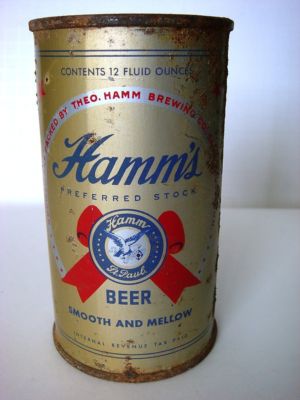 CONTENTS 12 FLUID OUNCES
PACKED BY THEO. HAMM BREWING CO.
Hamm's
PREFERRED STOCK
Hamm
St. Paul
BEER
SMOOTH AND MELLOW
INTERNAL REVENUE TAX PAID